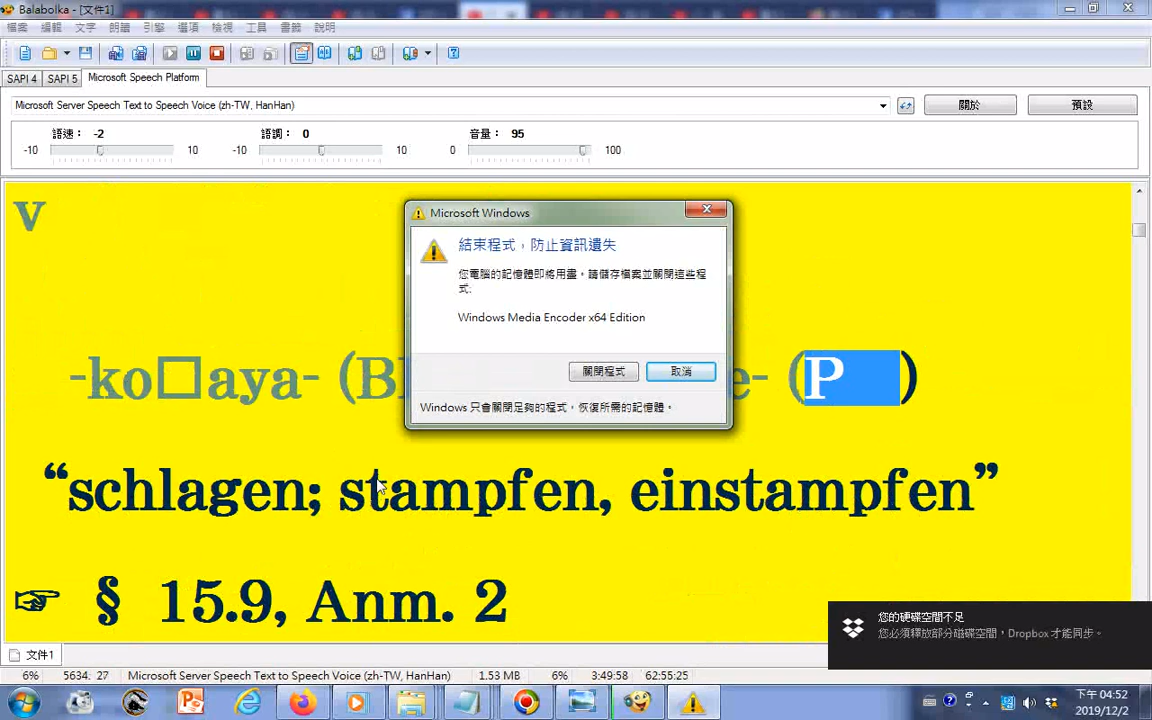 Balabolka - [文件1]
檔案 編輯 文字 朗讀 引擎 選項 檢視 工具 書籤 說明
SAPI 4 SAPI 5 Microsoft Speech Platform
Microsoft Server Speech Text to Speech Voice (zh-TW, HanHan) 關於 預設
語速： -2 語調： 0 音量： 95
-10 10 -10 10 0 100
v
Microsoft Windows
結束程式，防止資訊遺失
您電腦的記憶體即將用盡。請儲存檔案並關閉這些程
式:
Windows Media Encoder x64 Edition
關閉程式 取消
Windows 只會關閉足夠的程式，恢復所需的記憶體。
-ko□aya- (B e- (P )
“schlagen; stampfen, einstampfen”
☞ § 15.9, Anm. 2
您的硬碟空間不足
您必須釋放部分磁碟空間，Dropbox 才能同步。
文件1
6% 5634: 27 Microsoft Server Speech Text to Speech Voice (zh-TW, HanHan) 1.53 MB 6% 3:49:58 62:55:25
下午 04:52
2019/12/2